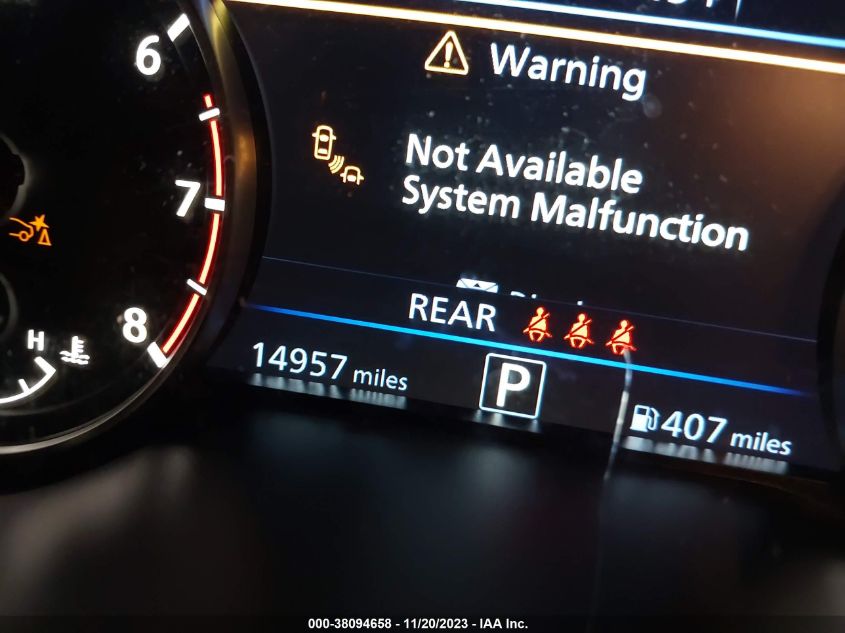 6
Warning
Not Available
System Malfunction
7
8
REAR
H
14957 miles
P
407 miles
000-38094658 - 11/20/2023 - IAA Inc.